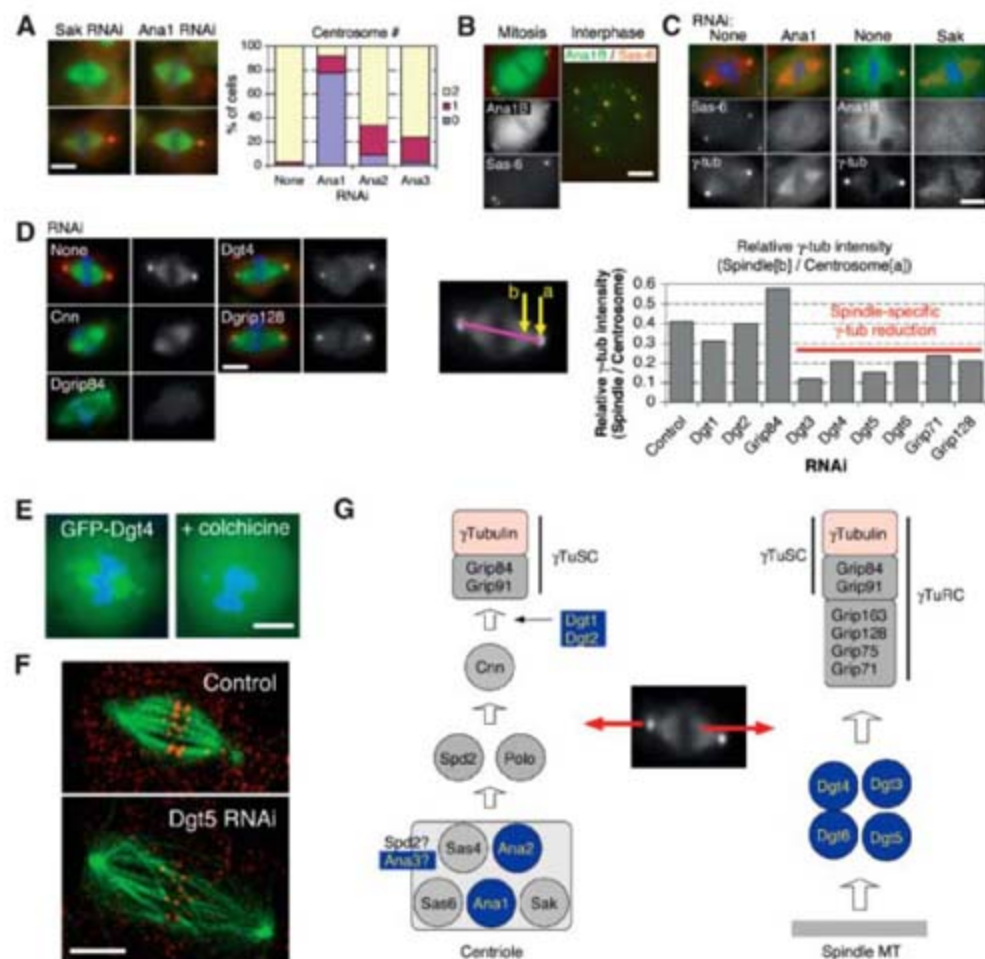 A
Sak RNAi
Ana1 RNAi
Centrosome #
% of cells
100
80
60
40
20
0
2
1
0
None
Ana1
Ana2
Ana3
RNAi
B
Mitosis
Interphase
Ana1B
Sas-6
Ana1B / Sas-6
C
RNAi:
None
Ana1
None
Sak
Sas-6
Ana1B
γ-tub
γ-tub
D
RNAi
None
Dgt4
Cnn
Dgrip128
Dgrip84
b
a
Relative γ-tub intensity
(Spindle[b] / Centrosome[a])
Relative γ-tub intensity
(Spindle / Centrosome)
0.6
0.5
0.4
0.3
0.2
0.1
0
Spindle-specific
γ-tub reduction
Control
Dgt1
Dgt2
Grip84
Dgt3
Dgt4
Dgt5
Dgt6
Grip71
Grip128
RNAi
E
GFP-Dgt4
+ colchicine
F
Control
Dgt5 RNAi
G
γTubulin
Grip84
Grip91
γTuSC
Dgt1
Dgt2
Cnn
Spd2
Polo
Spd2?
Ana3?
Sas4
Ana2
Sas6
Ana1
Sak
Centriole
γTubulin
γTuSC
Grip84
Grip91
γTuRC
Grip163
Grip128
Grip75
Grip71
Dgt4
Dgt3
Dgt6
Dgt5
Spindle MT